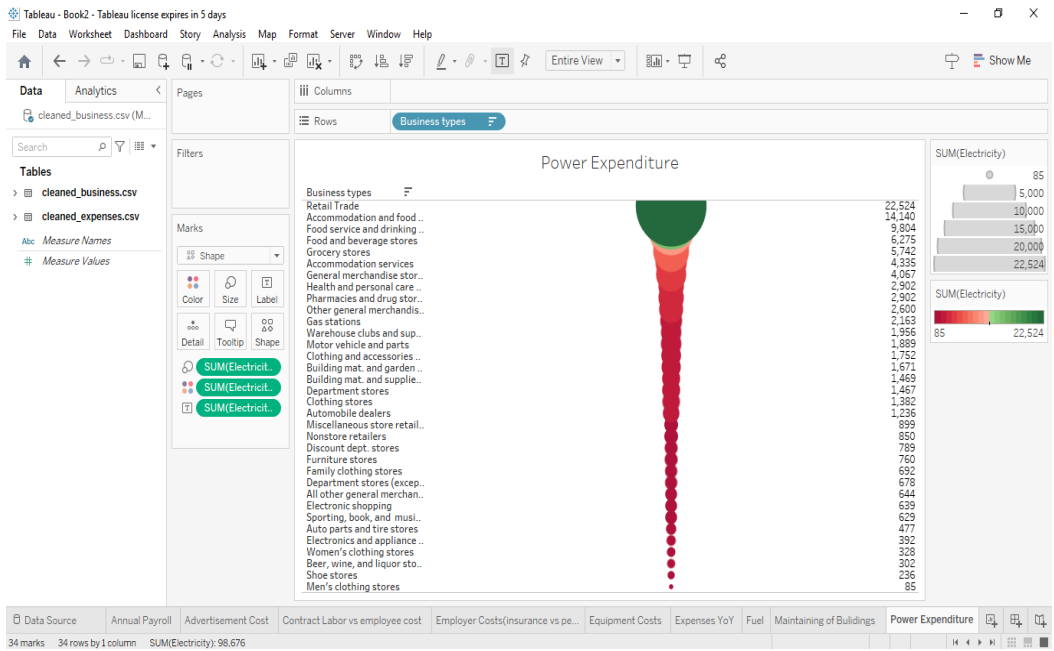 Tableau - Book2 - Tableau license expires in 5 days
File Data Worksheet Dashboard Story Analysis Map Format Server Window Help
Entire View
Show Me
Data Analytics
Pages
Columns
cleaned_business.csv (M...
Rows
Business types
Search
Filters
Tables
cleaned_business.csv
cleaned_expenses.csv
Abc Measure Names
# Measure Values
Marks
Shape
Color Size Label
Detail Tooltip Shape
SUM(Electricit..
SUM(Electricit..
SUM(Electricit..
Power Expenditure
Business types
Retail Trade 22,524
Accommodation and food .. 14,140
Food service and drinking .. 9,804
Food and beverage stores 6,275
Grocery stores 5,742
Accommodation services 4,335
General merchandise stor.. 4,067
Health and personal care .. 2,902
Pharmacies and drug stor.. 2,902
Other general merchandis.. 2,600
Gas stations 2,163
Warehouse clubs and sup.. 1,956
Motor vehicle and parts 1,889
Clothing and accessories .. 1,752
Building mat. and garden .. 1,671
Building mat. and supplie.. 1,469
Department stores 1,467
Clothing stores 1,382
Automobile dealers 1,236
Miscellaneous store retail.. 899
Nonstore retailers 850
Discount dept. stores 789
Furniture stores 760
Family clothing stores 692
Department stores (excep.. 678
All other general merchan.. 644
Electronic shopping 639
Sporting, book, and musi.. 629
Auto parts and tire stores 477
Electronics and appliance .. 392
Women's clothing stores 328
Beer, wine, and liquor sto.. 302
Shoe stores 236
Men's clothing stores 85
SUM(Electricity)
85
5,000
10,000
15,000
20,000
22,524
SUM(Electricity)
85 22,524
Data Source Annual Payroll Advertisement Cost Contract Labor vs employee cost Employer Costs(insurance vs pe... Equipment Costs Expenses YoY Fuel Maintaining of Bulidings Power Expenditure
34 marks 34 rows by 1 column SUM(Electricity): 98,676